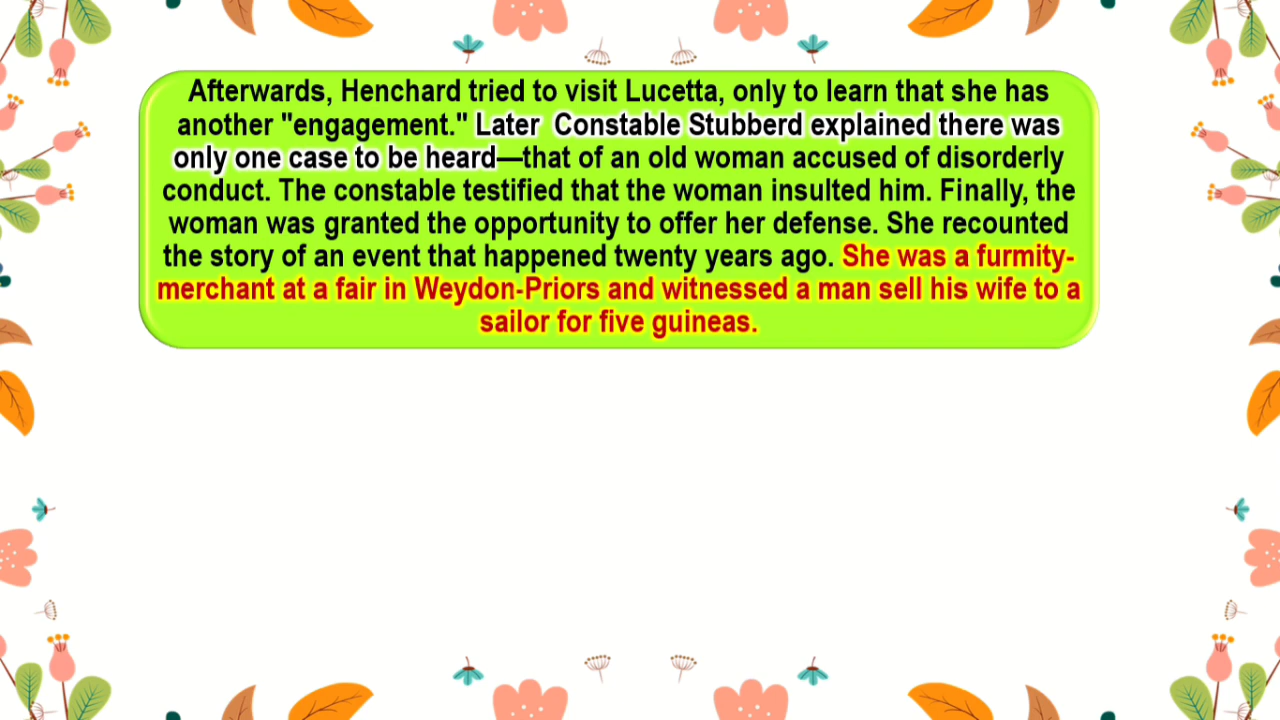 Afterwards, Henchard tried to visit Lucetta, only to learn that she has
another "engagement." Later  Constable Stubberd explained there was
only one case to be heard—that of an old woman accused of disorderly
conduct. The constable testified that the woman insulted him. Finally, the
woman was granted the opportunity to offer her defense. She recounted
the story of an event that happened twenty years ago. She was a furmity-
merchant at a fair in Weydon-Priors and witnessed a man sell his wife to a
sailor for five guineas.